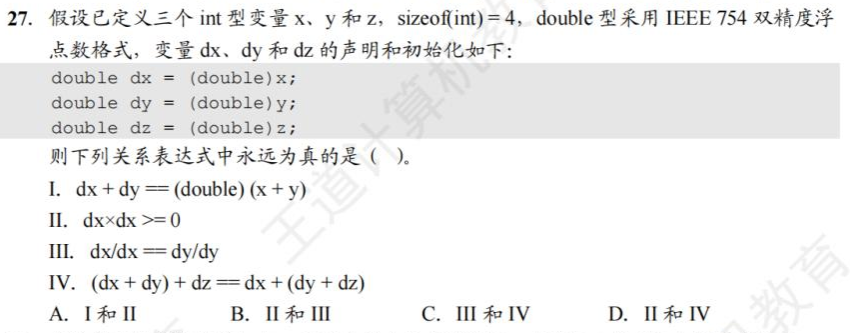 27. 假设已定义三个 int 型变量 x、y 和 z，sizeof(int) = 4，double 型采用 IEEE 754 双精度浮
点数格式，变量 dx、dy 和 dz 的声明和初始化如下：
double dx = (double)x;
double dy = (double)y;
double dz = (double)z;
则下列关系表达式中永远为真的是（ ）。
I. dx + dy == (double) (x + y)
II. dx×dx >= 0
III. dx/dx == dy/dy
IV. (dx + dy) + dz == dx + (dy + dz)
A. I 和 II B. II 和 III C. III 和 IV D. II 和 IV
王道计算机教
机教育